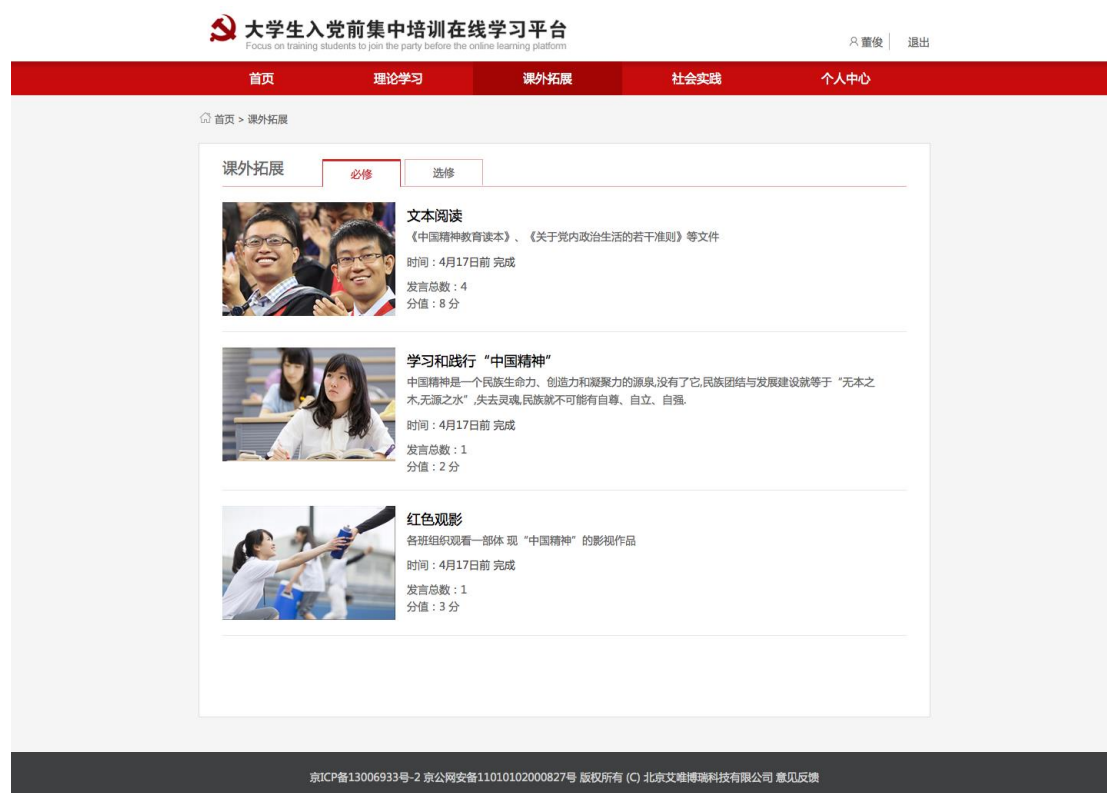 大学生入党前集中培训在线学习平台
Focus on training students to join the party before the online learning platform
董俊 退出
首页 理论学习 课外拓展 社会实践 个人中心
首页 > 课外拓展
课外拓展 必修 选修
文本阅读
《中国精神教育读本》、《关于党内政治生活的若干准则》等文件
时间：4月17日前 完成
发言总数：4
分值：8 分
学习和践行“中国精神”
中国精神是一个民族生命力、创造力和凝聚力的源泉,没有了它,民族团结与发展建设就等于“无本之
木,无源之水”,失去灵魂,民族就不可能有自尊、自立、自强.
时间：4月17日前 完成
发言总数：1
分值：2 分
红色观影
各班组织观看一部体 现“中国精神”的影视作品
时间：4月17日前 完成
发言总数：1
分值：3 分
京ICP备13006933号-2 京公网安备11010102000827号 版权所有 (C) 北京艾唯博瑞科技有限公司 意见反馈